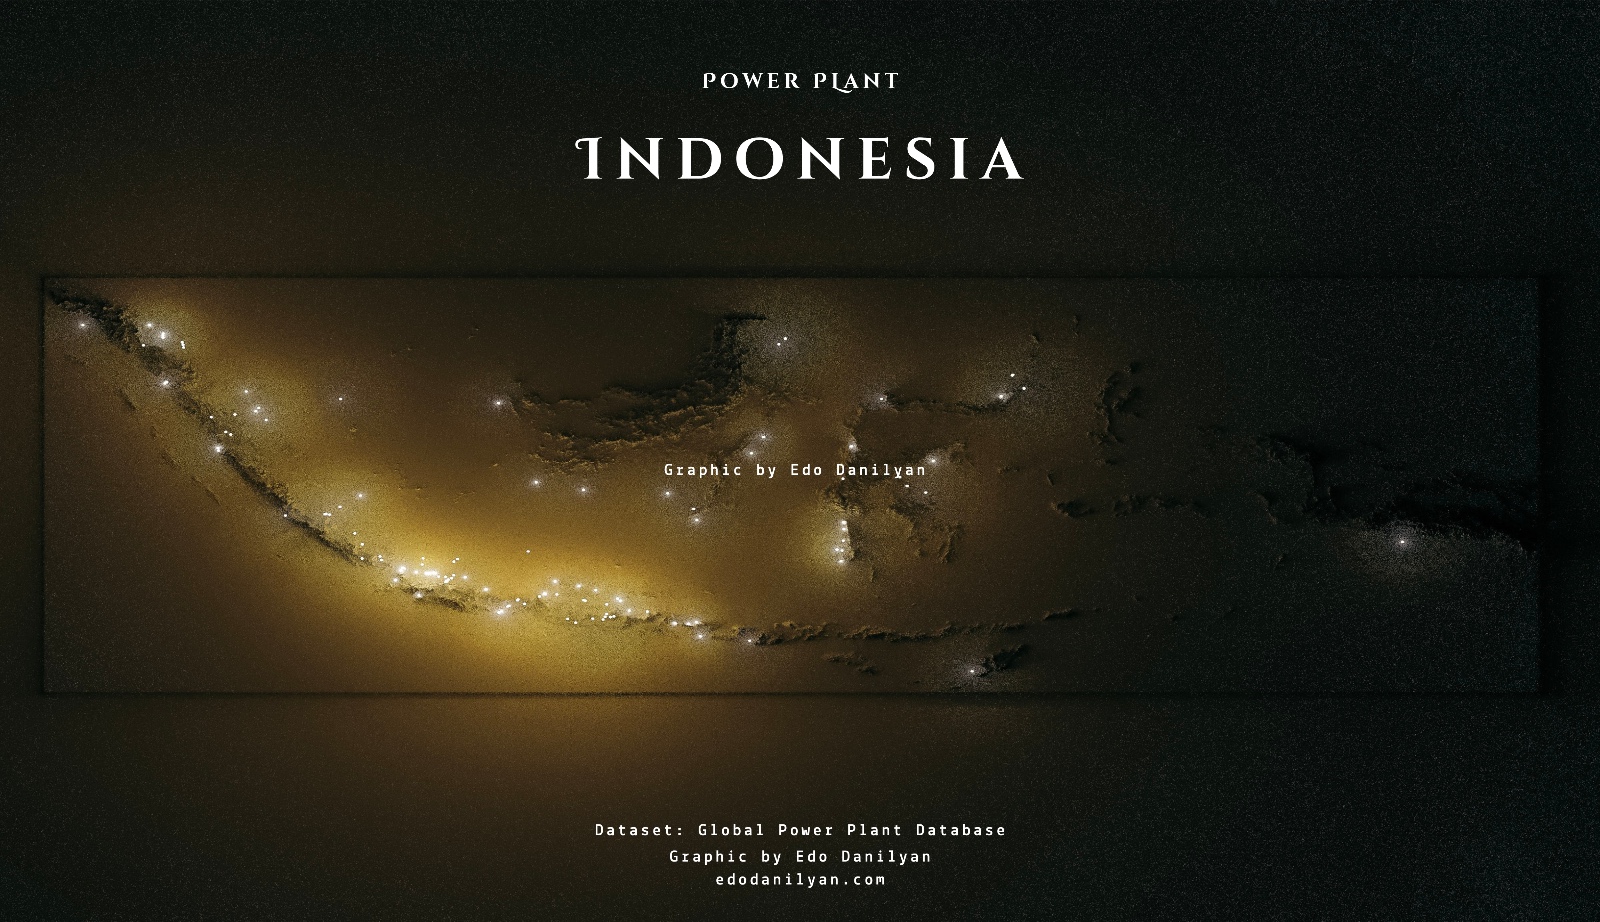 POWER PLANT
INDONESIA
Graphic by Edo Danilyan
Dataset: Global Power Plant Database
Graphic by Edo Danilyan
edodanilyan.com